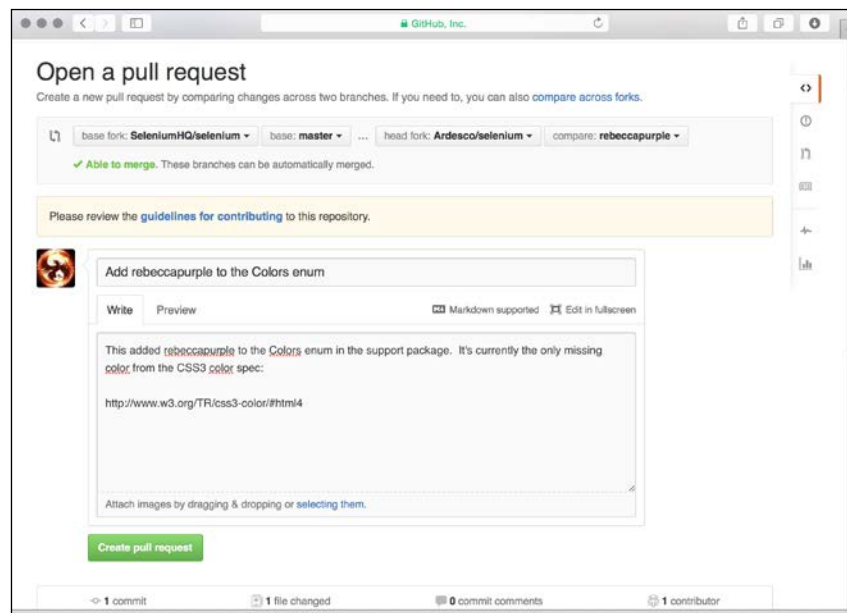 GitHub, Inc.
Open a pull request
Create a new pull request by comparing changes across two branches. If you need to, you can also compare across forks.
base fork: SeleniumHQ/selenium base: master ... head fork: Ardesco/selenium compare: rebeccapurple
✓ Able to merge. These branches can be automatically merged.
Please review the guidelines for contributing to this repository.
Add rebeccapurple to the Colors enum
Write Preview Markdown supported Edit in fullscreen
This added rebeccapurple to the Colors enum in the support package. It's currently the only missing
color from the CSS3 color spec:
http://www.w3.org/TR/css3-color/#html4
Attach images by dragging & dropping or selecting them.
Create pull request
1 commit 1 file changed 0 commit comments 1 contributor